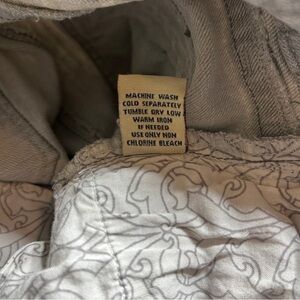 MACHINE WASH
COLD SEPARATELY
TUMBLE DRY LOW
WARM IRON
IF NEEDED
USE ONLY NON
CHLORINE BLEACH